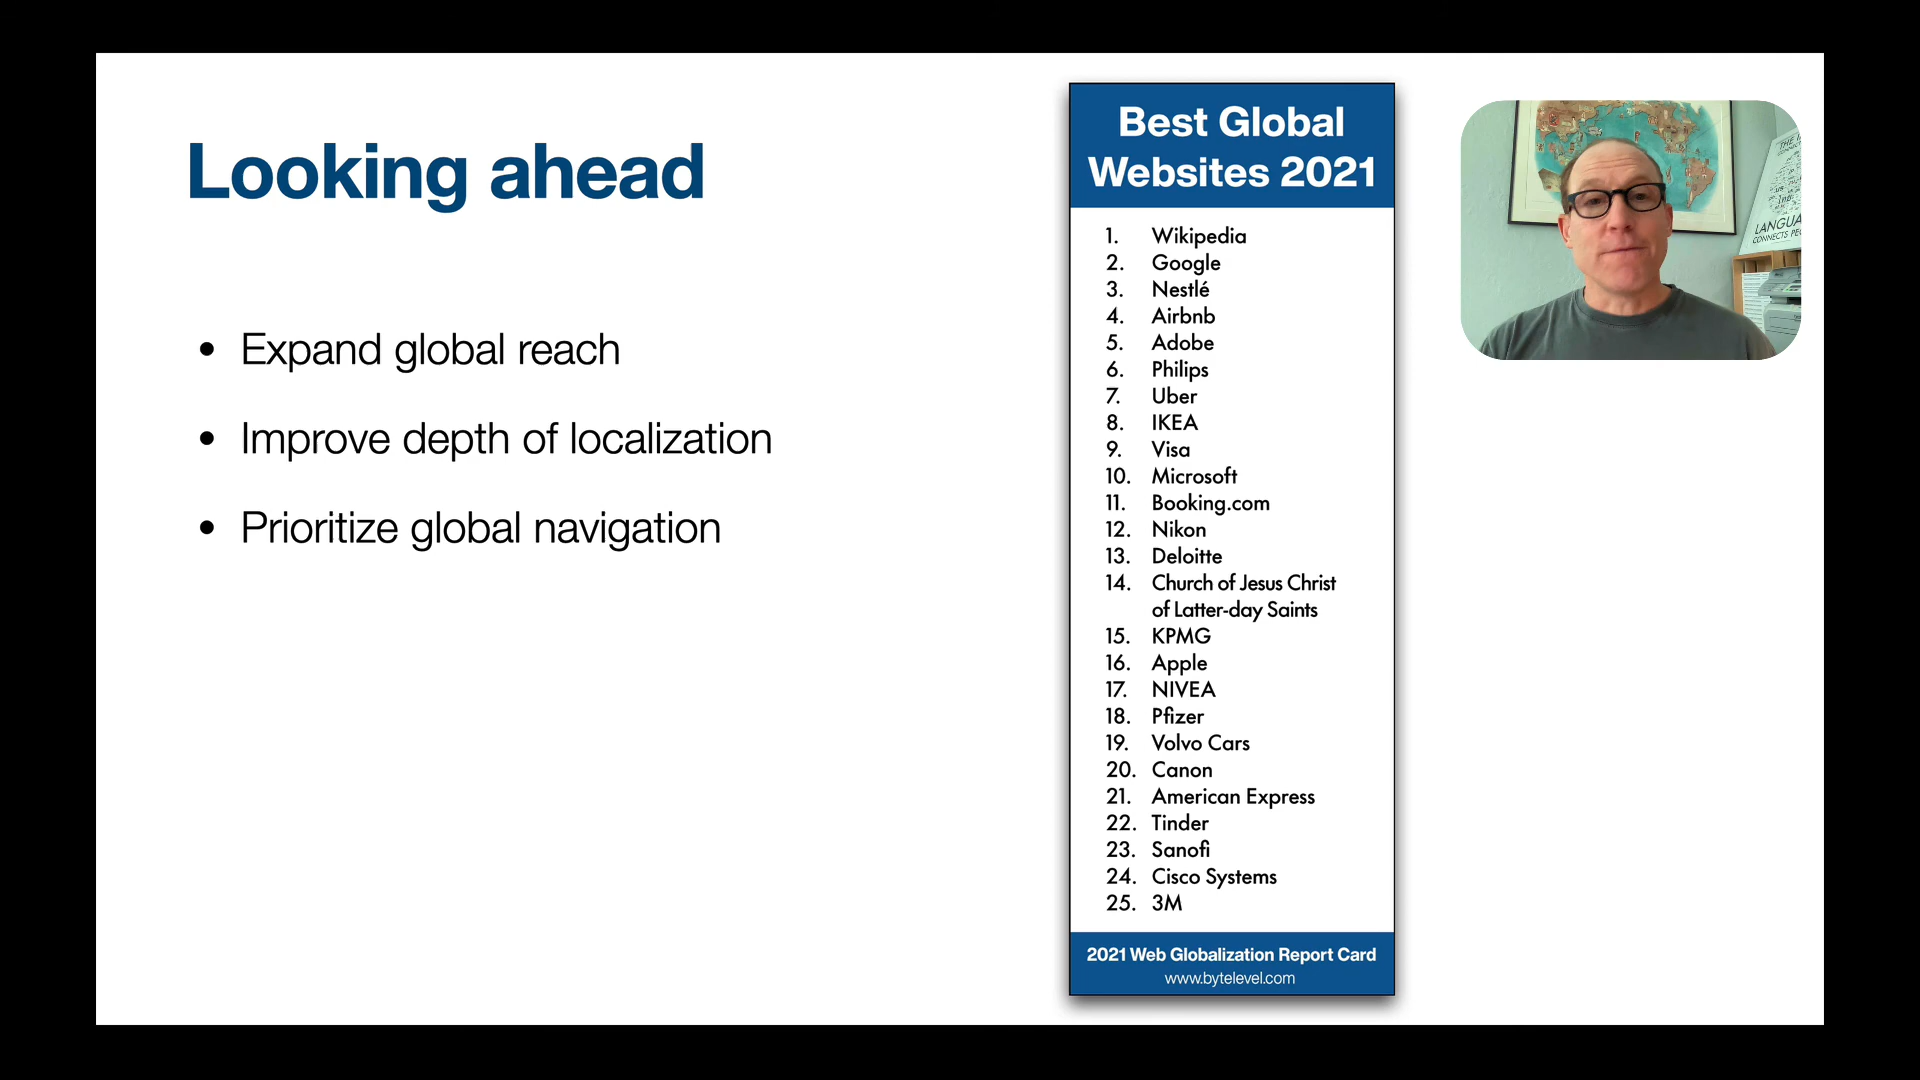 Looking ahead
• Expand global reach
• Improve depth of localization
• Prioritize global navigation
Best Global
Websites 2021
1. Wikipedia
2. Google
3. Nestlé
4. Airbnb
5. Adobe
6. Philips
7. Uber
8. IKEA
9. Visa
10. Microsoft
11. Booking.com
12. Nikon
13. Deloitte
14. Church of Jesus Christ
of Latter-day Saints
15. KPMG
16. Apple
17. NIVEA
18. Pfizer
19. Volvo Cars
20. Canon
21. American Express
22. Tinder
23. Sanofi
24. Cisco Systems
25. 3M
2021 Web Globalization Report Card
www.bytelevel.com